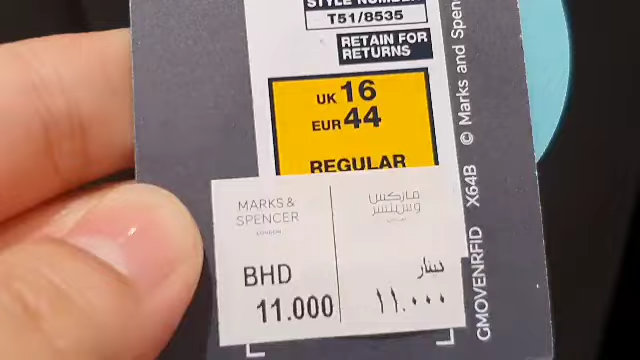 STYLE NUMBER
T51/8535
RETAIN FOR
RETURNS
UK 16
EUR 44
REGULAR
MARKS &
SPENCER
LONDON
BHD
11.000
ماركس
وسبنسر
دينار
١١.٠٠٠
© Marks and Spen
GMOVENRFID X64B